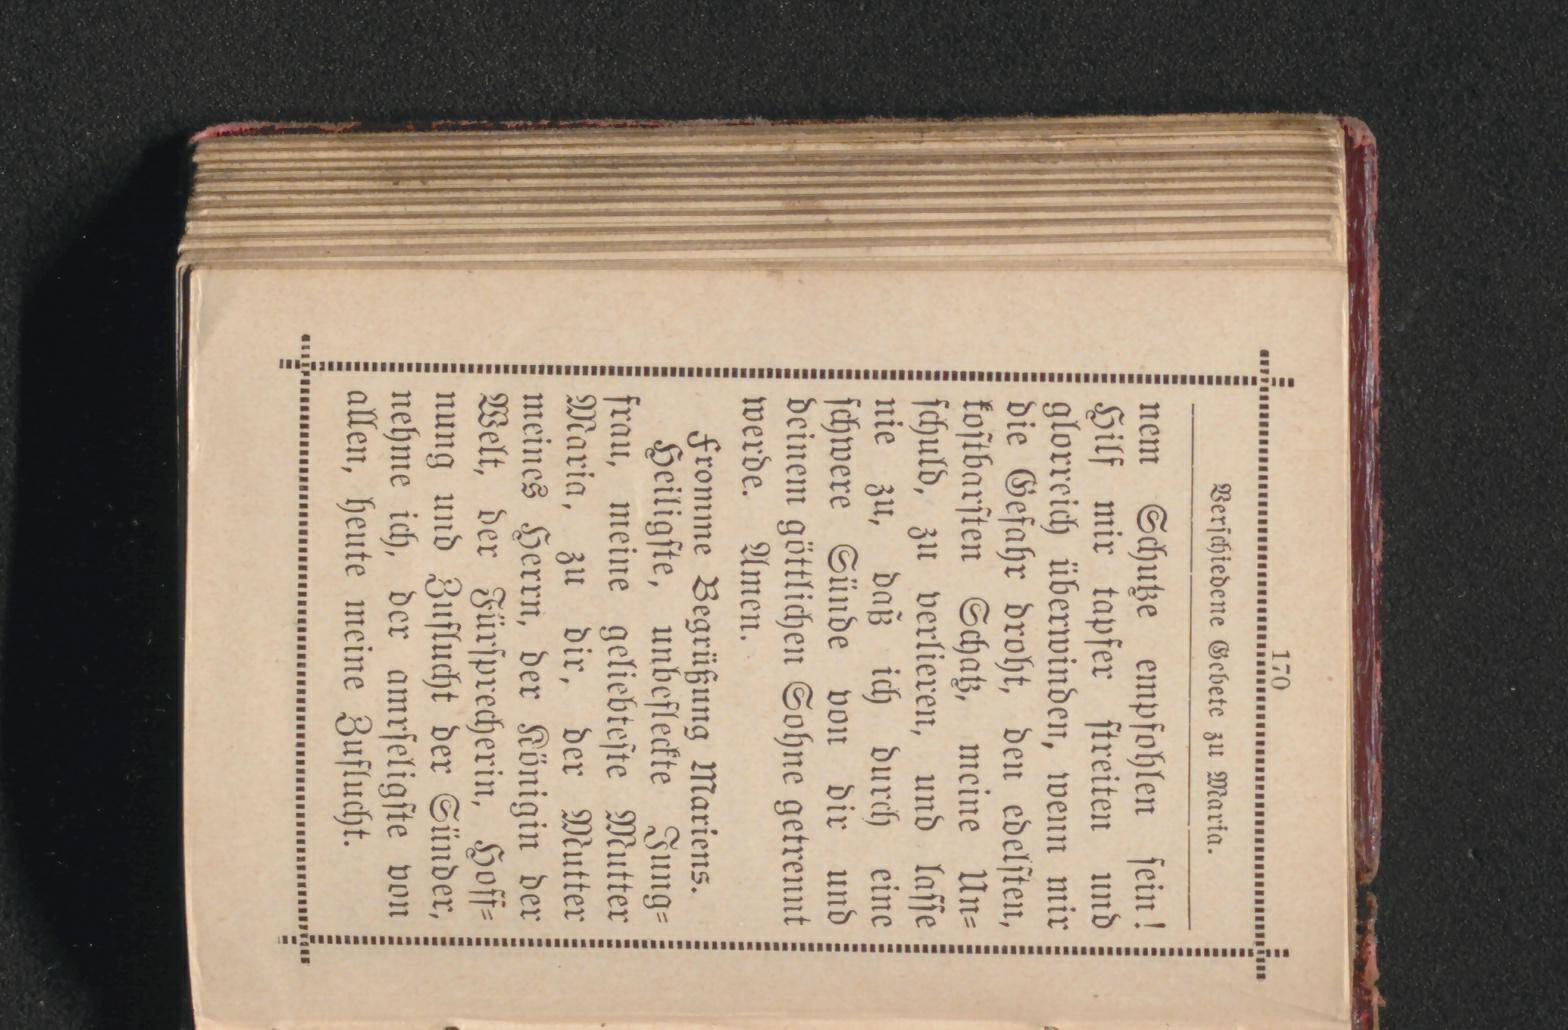 170
Verschiedene Gebete zu Maria.
nem Schutze empfohlen sein!
Hilf mir tapfer streiten und
glorreich überwinden, wenn mir
die Gefahr droht, den edelsten,
kostbarsten Schatz, meine Un=
schuld, zu verlieren, und lasse
nie zu, daß ich durch eine
schwere Sünde von dir und
deinem göttlichen Sohne getrennt
werde. Amen.
Fromme Begrüßung Mariens.
Heiligste, unbefleckte Jung=
frau, meine geliebteste Mutter
Maria, zu dir, der Mutter
meines Herrn, der Königin der
Welt, der Fürsprecherin, Hoff=
nung und Zuflucht der Sünder,
nehme ich, der armseligste von
allen, heute meine Zuflucht.